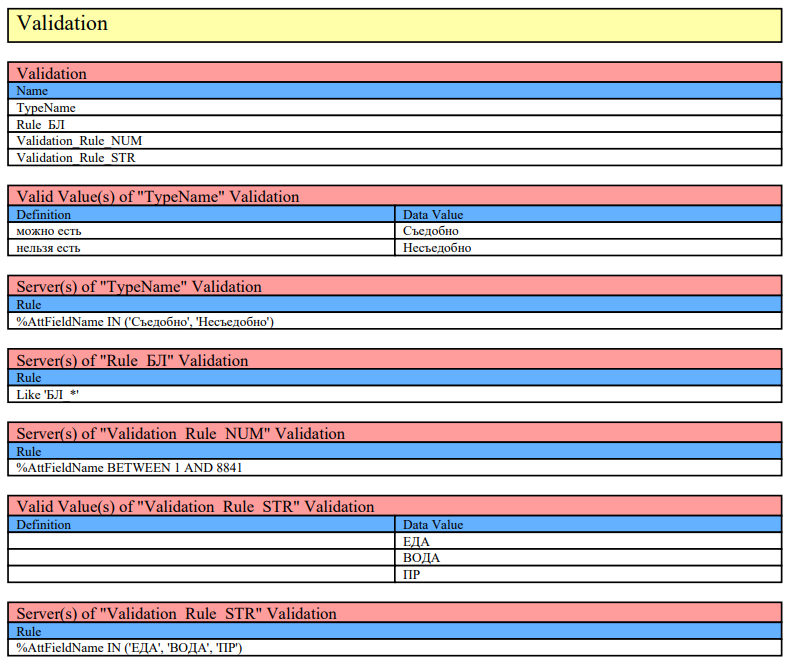 Validation
Validation
Name
TypeName
Rule_БЛ
Validation_Rule_NUM
Validation_Rule_STR
Valid Value(s) of "TypeName" Validation
Definition Data Value
можно есть Съедобно
нельзя есть Несъедобно
Server(s) of "TypeName" Validation
Rule
%AttFieldName IN ('Съедобно', 'Несъедобно')
Server(s) of "Rule_БЛ" Validation
Rule
Like 'БЛ_*'
Server(s) of "Validation_Rule_NUM" Validation
Rule
%AttFieldName BETWEEN 1 AND 8841
Valid Value(s) of "Validation_Rule_STR" Validation
Definition Data Value
ЕДА
ВОДА
ПР
Server(s) of "Validation_Rule_STR" Validation
Rule
%AttFieldName IN ('ЕДА', 'ВОДА', 'ПР')